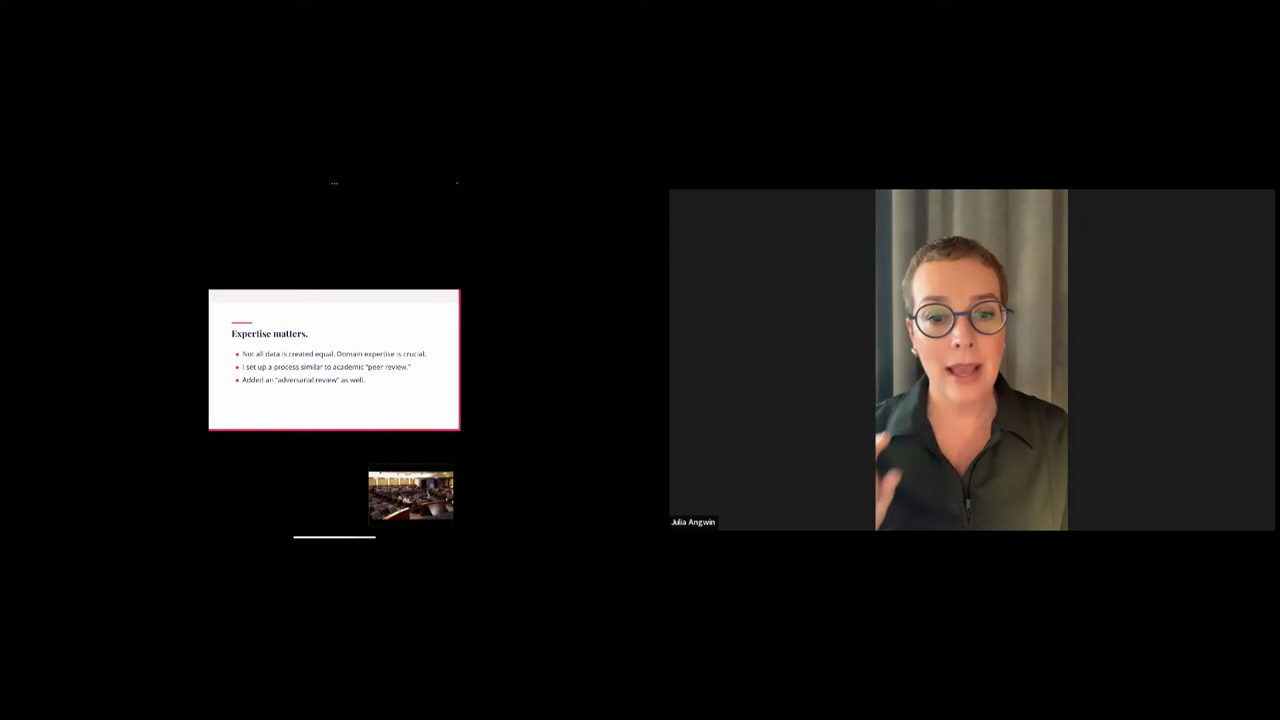 Expertise matters.
• Not all data is created equal. Domain expertise is crucial.
• I set up a process similar to academic “peer review.”
• Added an “adversarial review” as well.
Julia Angwin